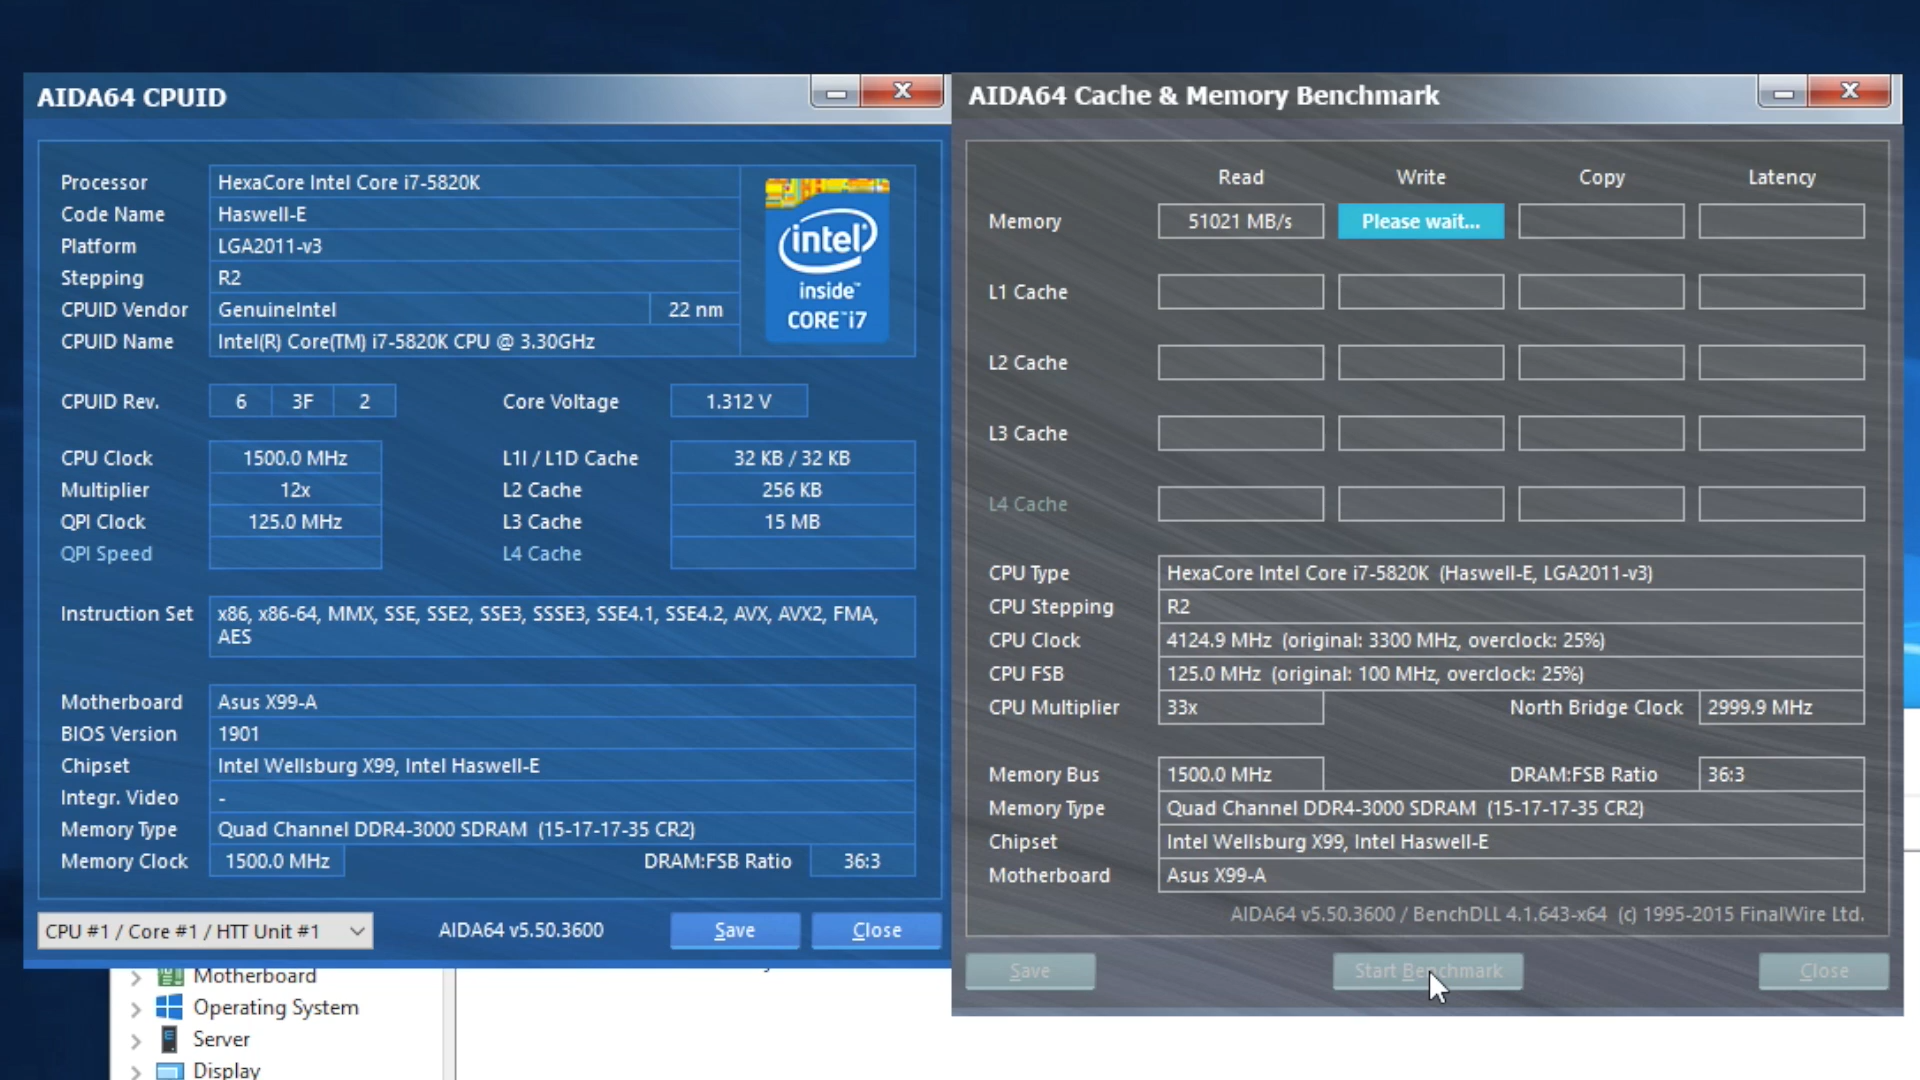 AIDA64 CPUID
Processor HexaCore Intel Core i7-5820K
Code Name Haswell-E
Platform LGA2011-v3
Stepping R2
CPUID Vendor GenuineIntel 22 nm
CPUID Name Intel(R) Core(TM) i7-5820K CPU @ 3.30GHz
intel
inside™
CORE™i7
CPUID Rev. 6 3F 2 Core Voltage 1.312 V
CPU Clock 1500.0 MHz L1I / L1D Cache 32 KB / 32 KB
Multiplier 12x L2 Cache 256 KB
QPI Clock 125.0 MHz L3 Cache 15 MB
QPI Speed L4 Cache
Instruction Set x86, x86-64, MMX, SSE, SSE2, SSE3, SSSE3, SSE4.1, SSE4.2, AVX, AVX2, FMA,
AES
Motherboard Asus X99-A
BIOS Version 1901
Chipset Intel Wellsburg X99, Intel Haswell-E
Integr. Video -
Memory Type Quad Channel DDR4-3000 SDRAM (15-17-17-35 CR2)
Memory Clock 1500.0 MHz DRAM:FSB Ratio 36:3
CPU #1 / Core #1 / HTT Unit #1 AIDA64 v5.50.3600 Save Close
Motherboard
Operating System
Server
Display
AIDA64 Cache & Memory Benchmark
Read Write Copy Latency
Memory 51021 MB/s Please wait...
L1 Cache
L2 Cache
L3 Cache
L4 Cache
CPU Type HexaCore Intel Core i7-5820K (Haswell-E, LGA2011-v3)
CPU Stepping R2
CPU Clock 4124.9 MHz (original: 3300 MHz, overclock: 25%)
CPU FSB 125.0 MHz (original: 100 MHz, overclock: 25%)
CPU Multiplier 33x North Bridge Clock 2999.9 MHz
Memory Bus 1500.0 MHz DRAM:FSB Ratio 36:3
Memory Type Quad Channel DDR4-3000 SDRAM (15-17-17-35 CR2)
Chipset Intel Wellsburg X99, Intel Haswell-E
Motherboard Asus X99-A
AIDA64 v5.50.3600 / BenchDLL 4.1.643-x64 (c) 1995-2015 FinalWire Ltd.
Save Start Benchmark Close